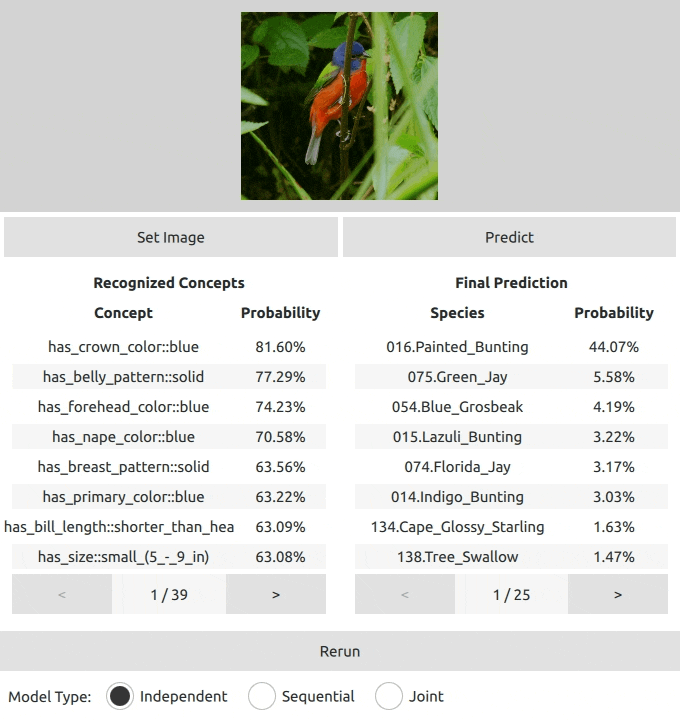 Set Image Predict
Recognized Concepts Final Prediction
Concept Probability Species Probability
has_crown_color::blue 81.60% 016.Painted_Bunting 44.07%
has_belly_pattern::solid 77.29% 075.Green_Jay 5.58%
has_forehead_color::blue 74.23% 054.Blue_Grosbeak 4.19%
has_nape_color::blue 70.58% 015.Lazuli_Bunting 3.22%
has_breast_pattern::solid 63.56% 074.Florida_Jay 3.17%
has_primary_color::blue 63.22% 014.Indigo_Bunting 3.03%
has_bill_length::shorter_than_hea 63.09% 134.Cape_Glossy_Starling 1.63%
has_size::small_(5_-_9_in) 63.08% 138.Tree_Swallow 1.47%
< 1 / 39 > < 1 / 25 >
Rerun
Model Type: Independent Sequential Joint